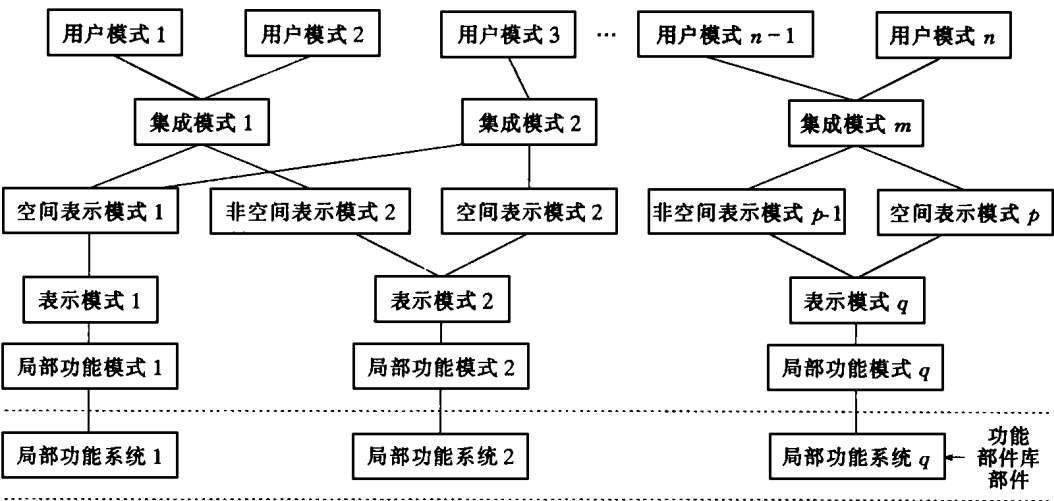 用户模式 1
用户模式 2
用户模式 3
…
用户模式 n − 1
用户模式 n
集成模式 1
集成模式 2
集成模式 m
空间表示模式 1
非空间表示模式 2
空间表示模式 2
非空间表示模式 p-1
空间表示模式 p
表示模式 1
表示模式 2
表示模式 q
局部功能模式 1
局部功能模式 2
局部功能模式 q
局部功能系统 1
局部功能系统 2
局部功能系统 q
功能
部件库
部件